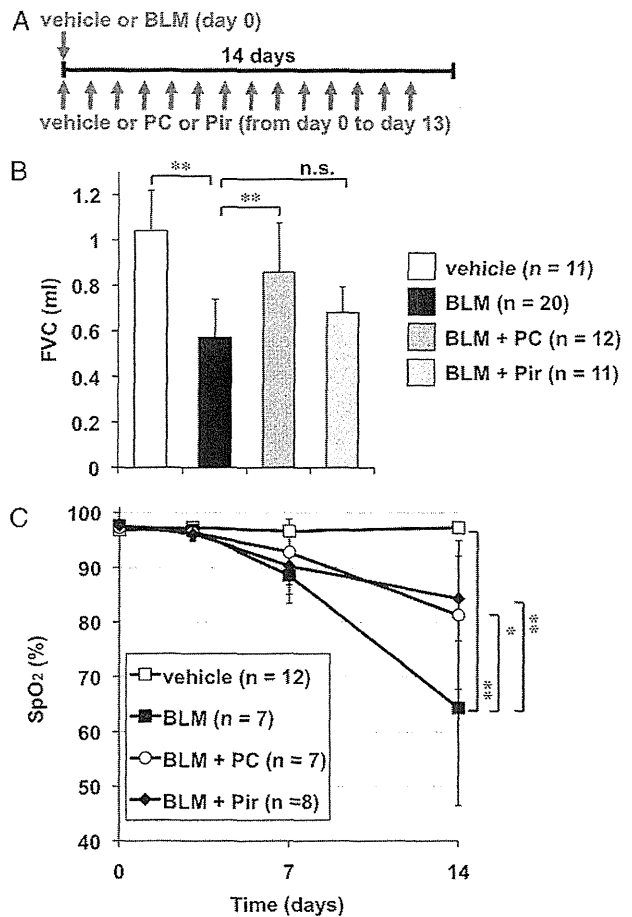 A
vehicle or BLM (day 0)
14 days
vehicle or PC or Pir (from day 0 to day 13)
B
** ** n.s.
FVC (ml)
1.2
1
0.8
0.6
0.4
0.2
0
vehicle (n = 11)
BLM (n = 20)
BLM + PC (n = 12)
BLM + Pir (n = 11)
C
SpO2 (%)
100
90
80
70
60
50
40
vehicle (n = 12)
BLM (n = 7)
BLM + PC (n = 7)
BLM + Pir (n =8)
** * **
0 7 14
Time (days)